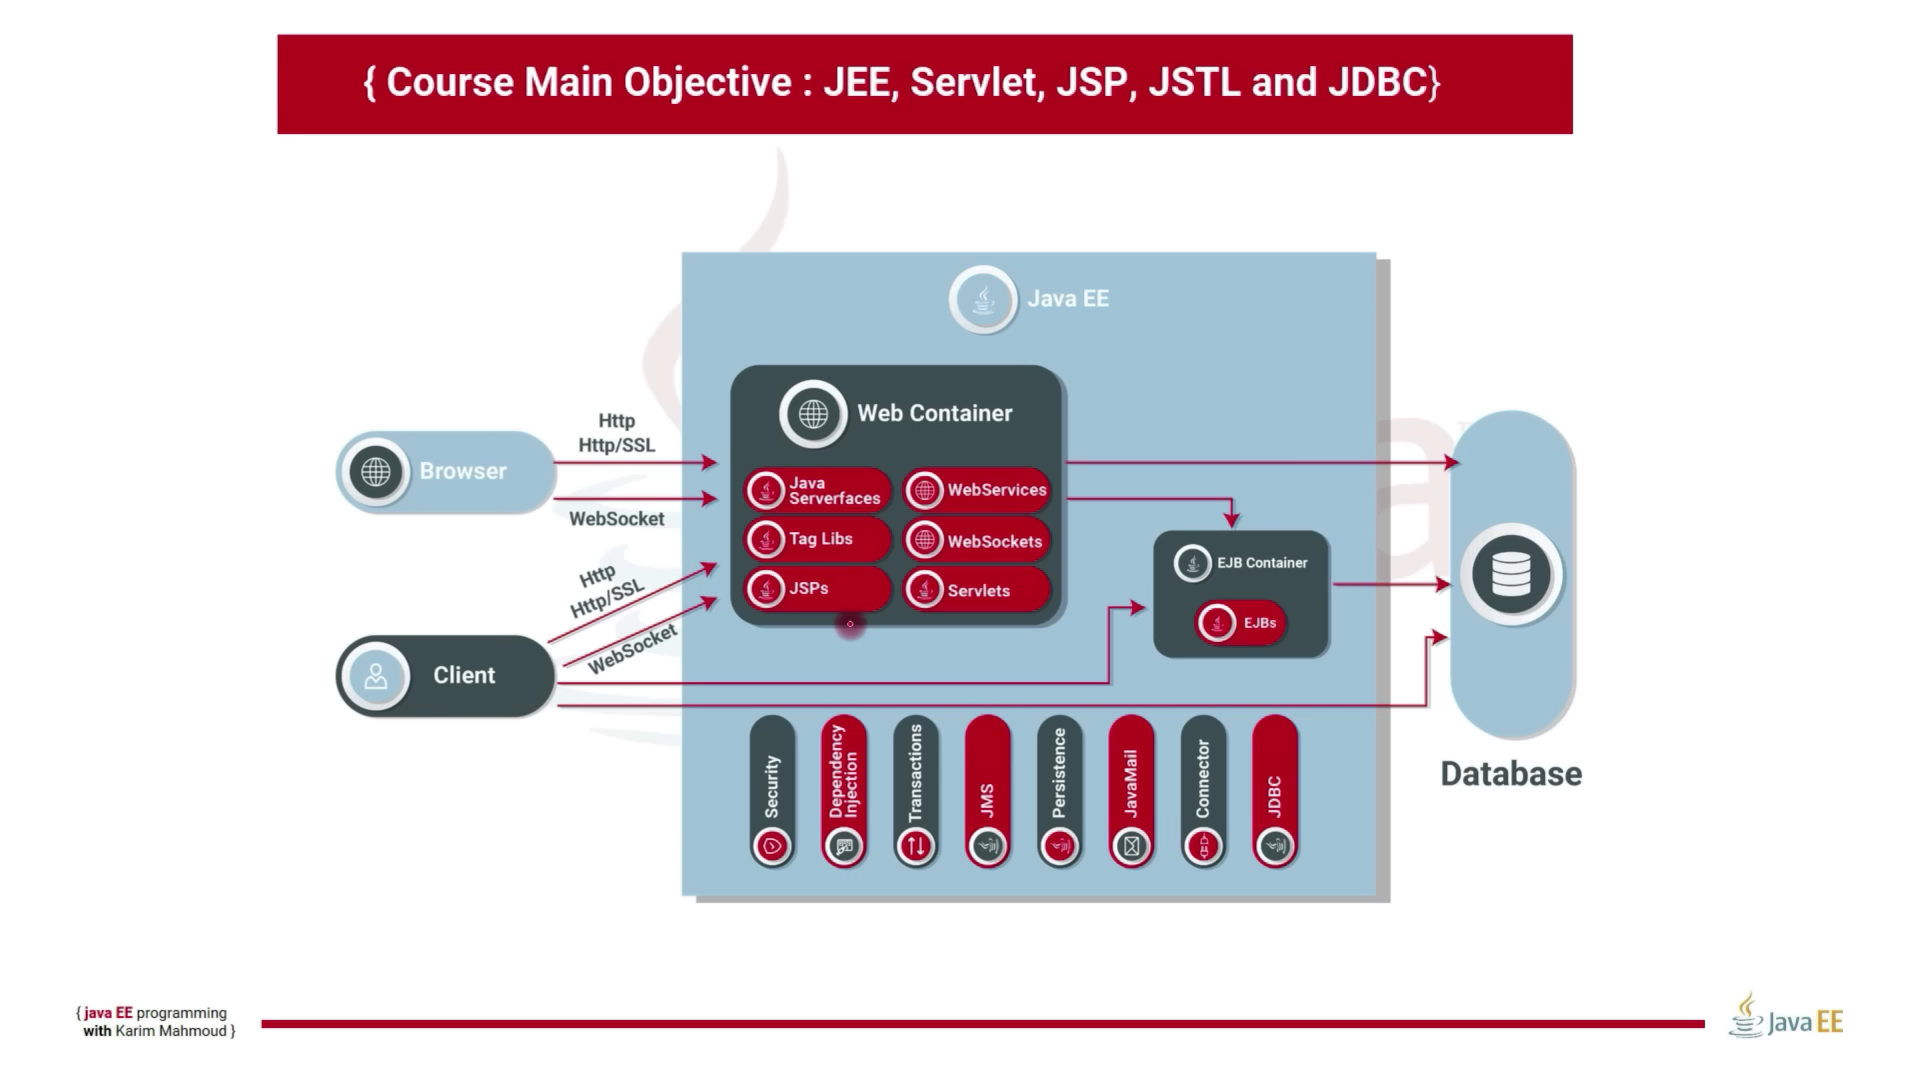 { Course Main Objective : JEE, Servlet, JSP, JSTL and JDBC}
Java EE
Web Container
Java
Serverfaces
WebServices
Tag Libs
WebSockets
JSPs
Servlets
Browser
Http
Http/SSL
WebSocket
Http
Http/SSL
WebSocket
Client
EJB Container
EJBs
Database
Security
Dependency
Injection
Transactions
JMS
Persistence
JavaMail
Connector
JDBC
{ java EE programming
with Karim Mahmoud }
Java EE